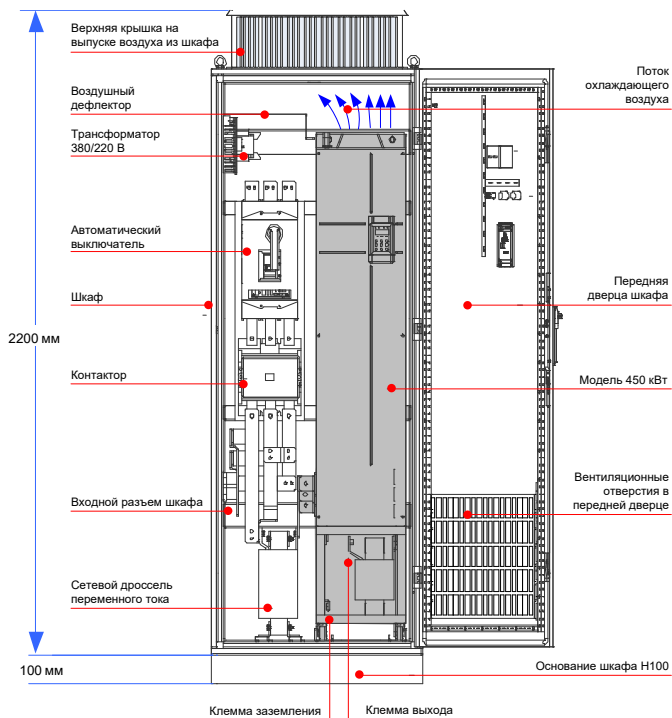 Верхняя крышка на
выпуске воздуха из шкафа
Воздушный
дефлектор
Трансформатор
380/220 В
Автоматический
выключатель
Шкаф
2200 мм
Контактор
Входной разъем шкафа
Сетевой дроссель
переменного тока
100 мм
Поток
охлаждающего
воздуха
Передняя
дверца шкафа
Модель 450 кВт
Вентиляционные
отверстия в
передней дверце
Основание шкафа H100
Клемма заземления
Клемма выхода